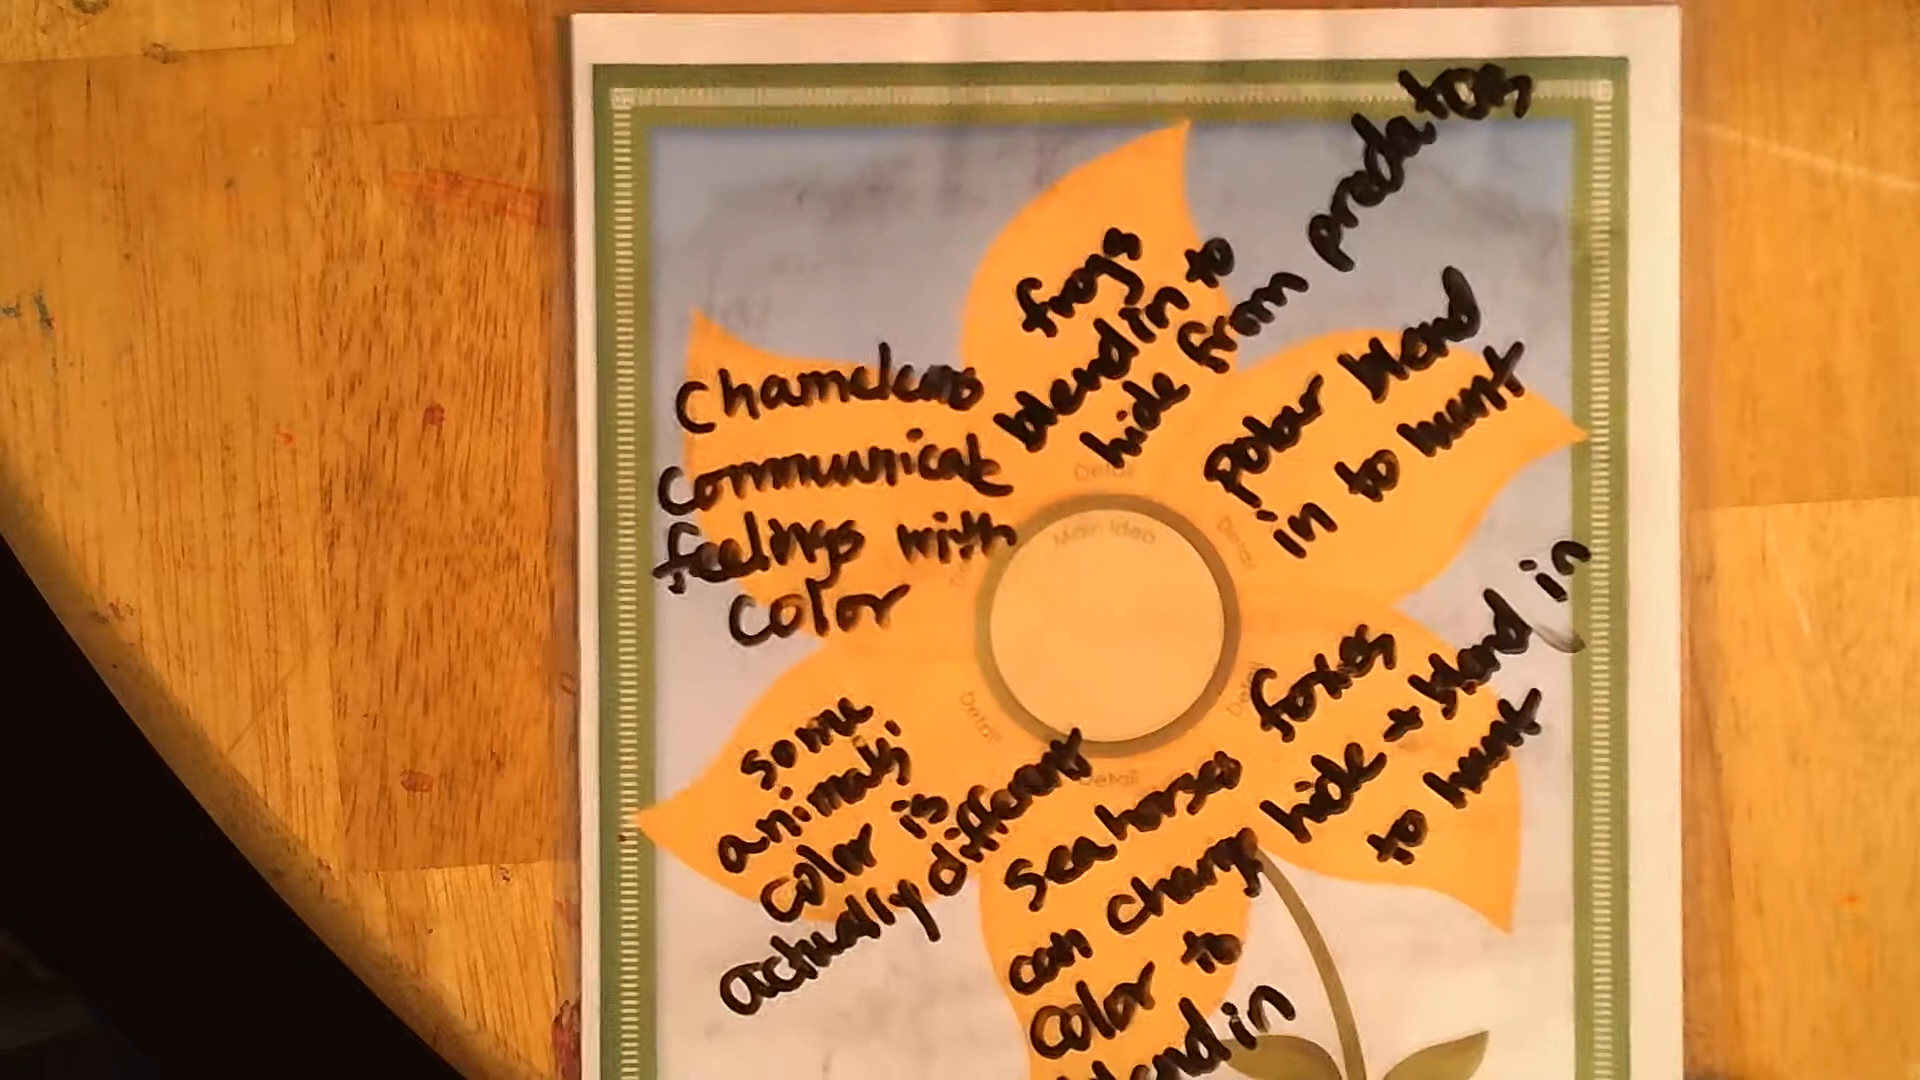 frogs
blend in to
hide from predators
polar blend
in to hunt
foxes
hide + blend in
to hunt
Sea horses
can change
color to
blend in
some
animals'
color is
actually different
Chameleons
Communicate
feelings with
color
Main Idea
Detail
Detail
Detail
Detail
Detail